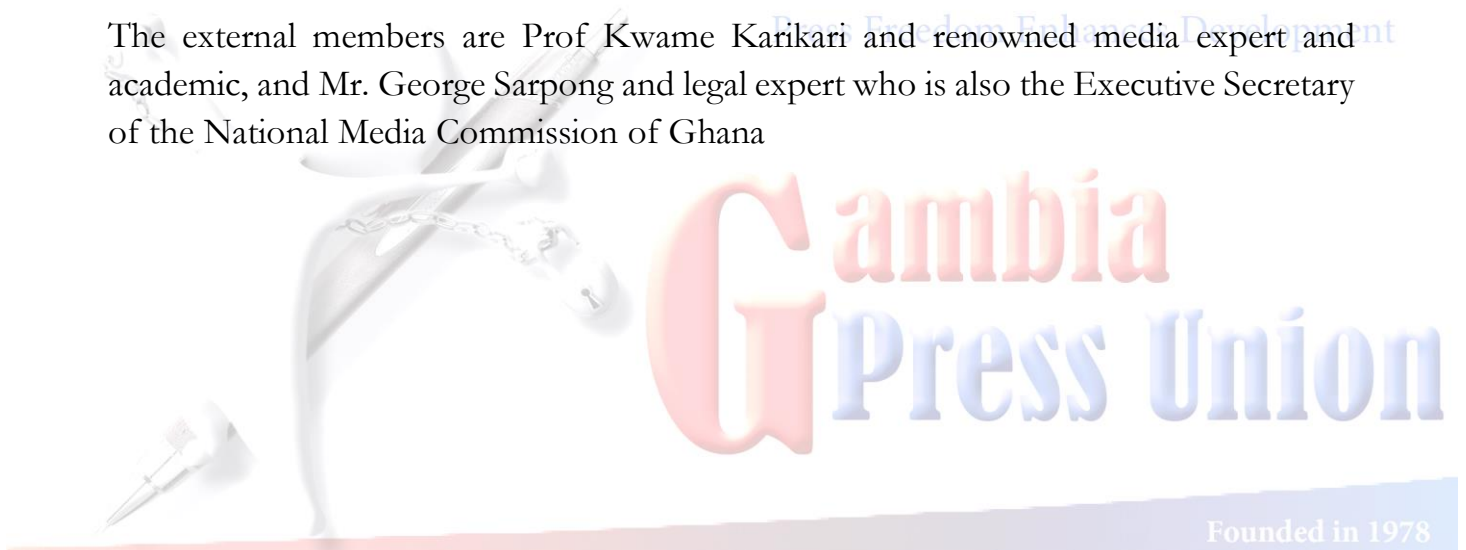 Press Freedom Enhances Development
The external members are Prof Kwame Karikari and renowned media expert and
academic, and Mr. George Sarpong and legal expert who is also the Executive Secretary
of the National Media Commission of Ghana
Gambia
Press Union
Founded in 1978